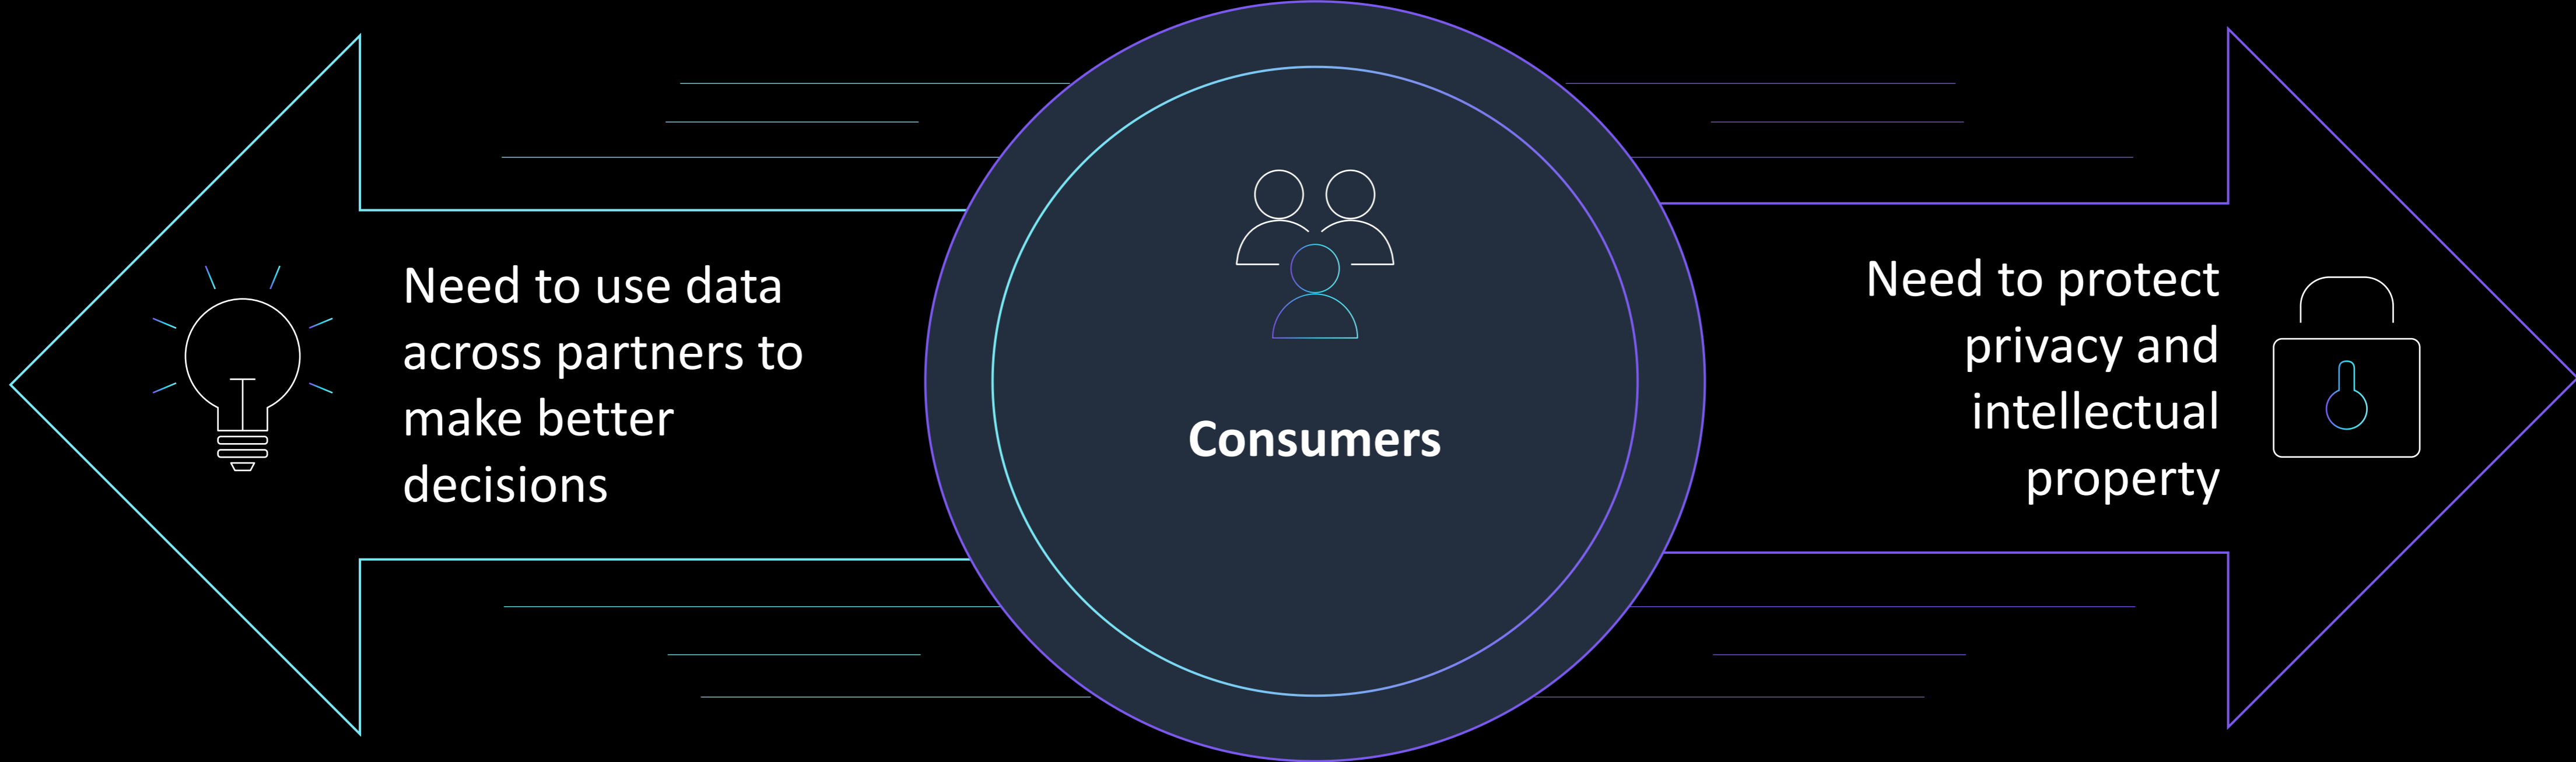 Need to use data
across partners to
make better
decisions
Consumers
Need to protect
privacy and
intellectual
property